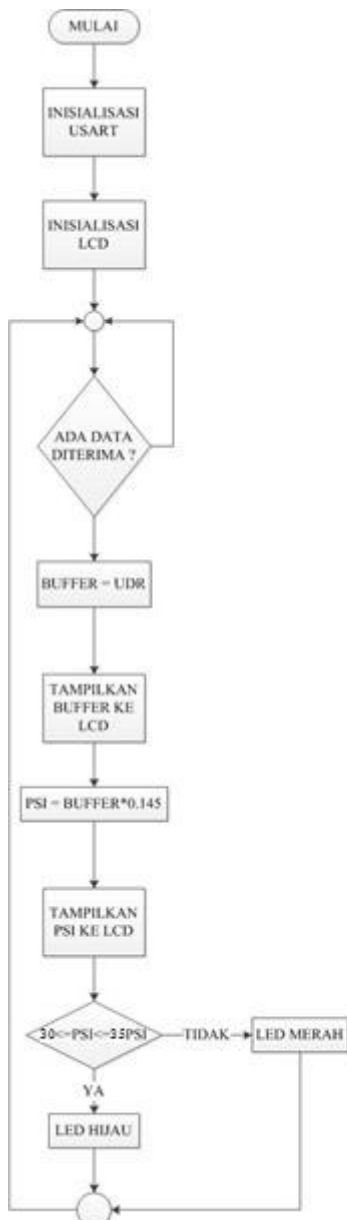 MULAI
INISIALISASI
USART
INISIALISASI
LCD
ADA DATA
DITERIMA ?
BUFFER = UDR
TAMPILKAN
BUFFER KE
LCD
PSI = BUFFER*0.145
TAMPILKAN
PSI KE LCD
30<=PSI<=35PSI
TIDAK
LED MERAH
YA
LED HIJAU